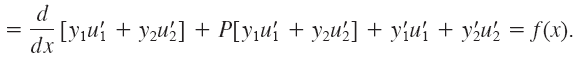 = d/dx [y₁u₁′ + y₂u₂′] + P[y₁u₁′ + y₂u₂′] + y₁′u₁′ + y₂′u₂′ = f(x).